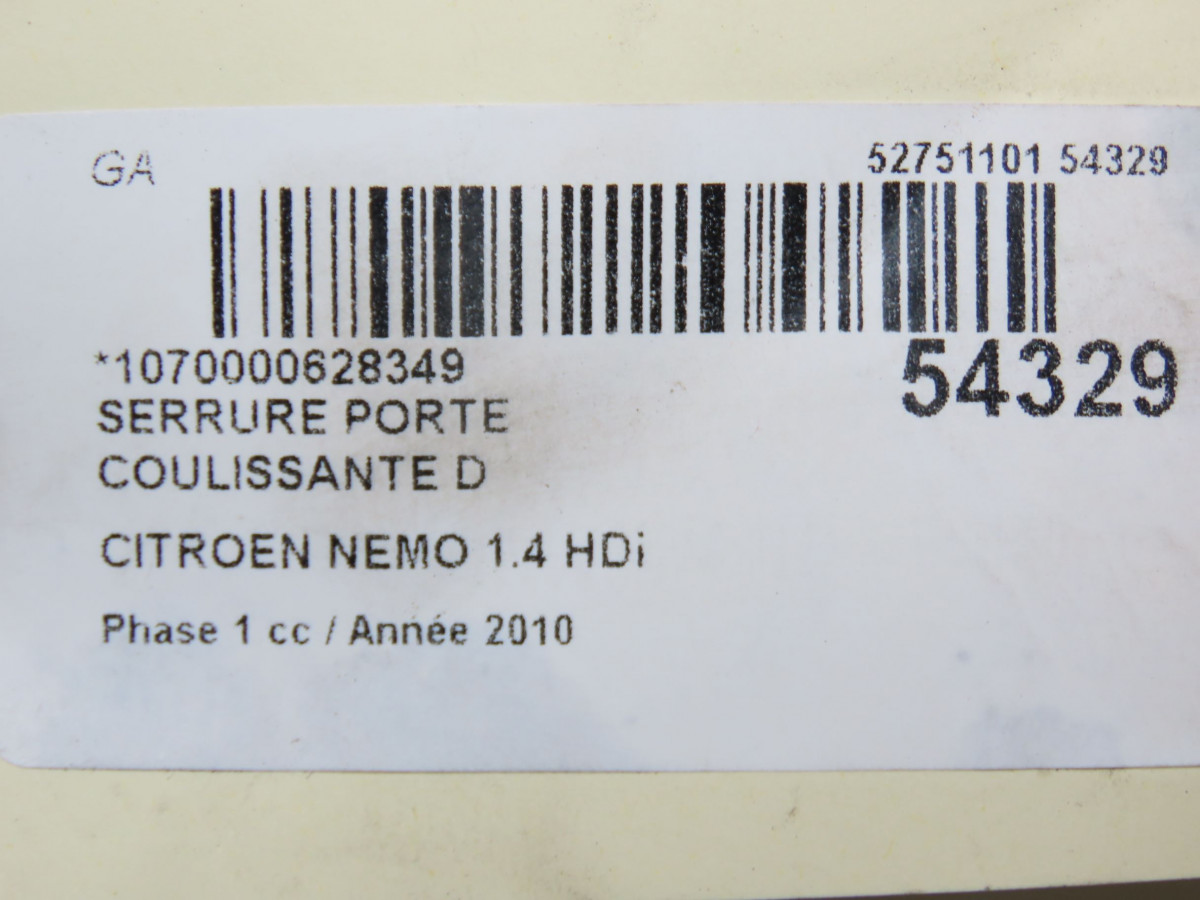 GA
52751101 54329
*1070000628349
54329
SERRURE PORTE
COULISSANTE D
CITROEN NEMO 1.4 HDi
Phase 1 cc / Année 2010